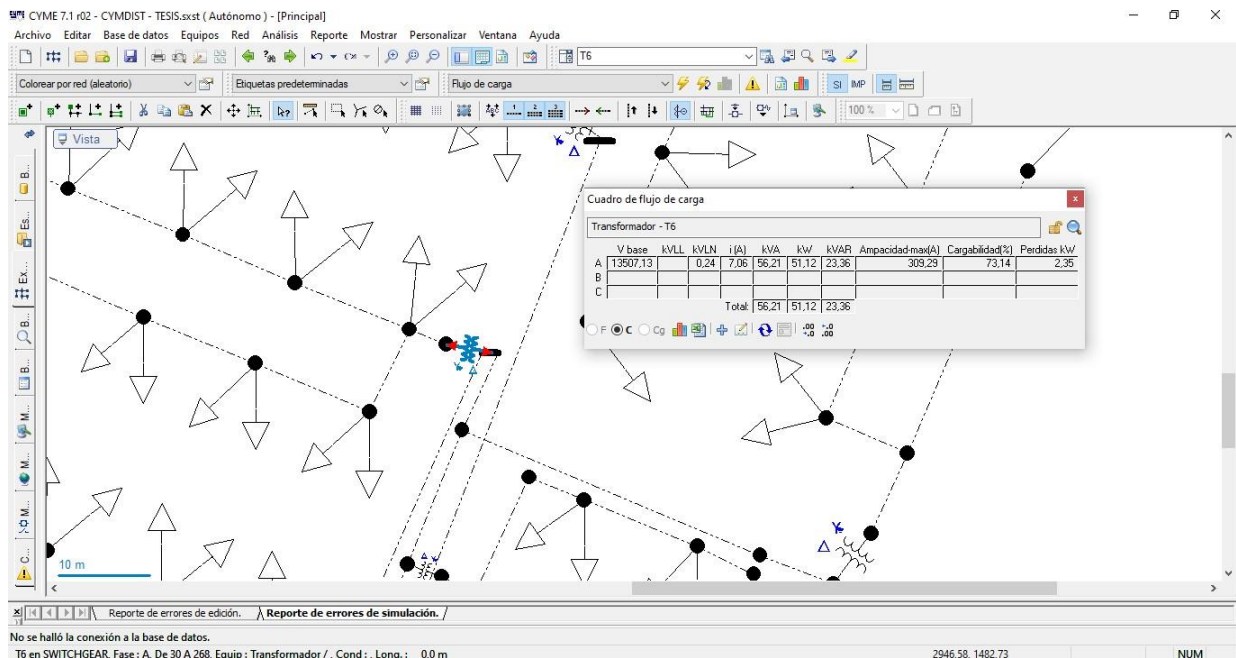 CYME 7.1 r02 - CYMDIST - TESIS.sxst ( Autónomo ) - [Principal]
Archivo Editar Base de datos Equipos Red Análisis Reporte Mostrar Personalizar Ventana Ayuda
T6
Colorear por red (aleatorio) Etiquetas predeterminadas Flujo de carga SI IMP
100 %
Vista
B...
Es...
Ex...
B...
B...
M...
M...
M...
C...
Cuadro de flujo de carga
Transformador - T6
V base kVLL kVLN i (A) kVA kW kVAR Ampacidad-max(A) Cargabilidad(%) Perdidas kW
A 13507,13 0,24 7,06 56,21 51,12 23,36 309,29 73,14 2,35
B
C
Total: 56,21 51,12 23,36
F C Cg
10 m
Reporte de errores de edición. Reporte de errores de simulación.
No se halló la conexión a la base de datos.
T6 en SWITCHGEAR, Fase : A, De 30 A 268, Equip : Transformador / , Cond : , Long. : 0.0 m 2946.58, 1482.73 NUM